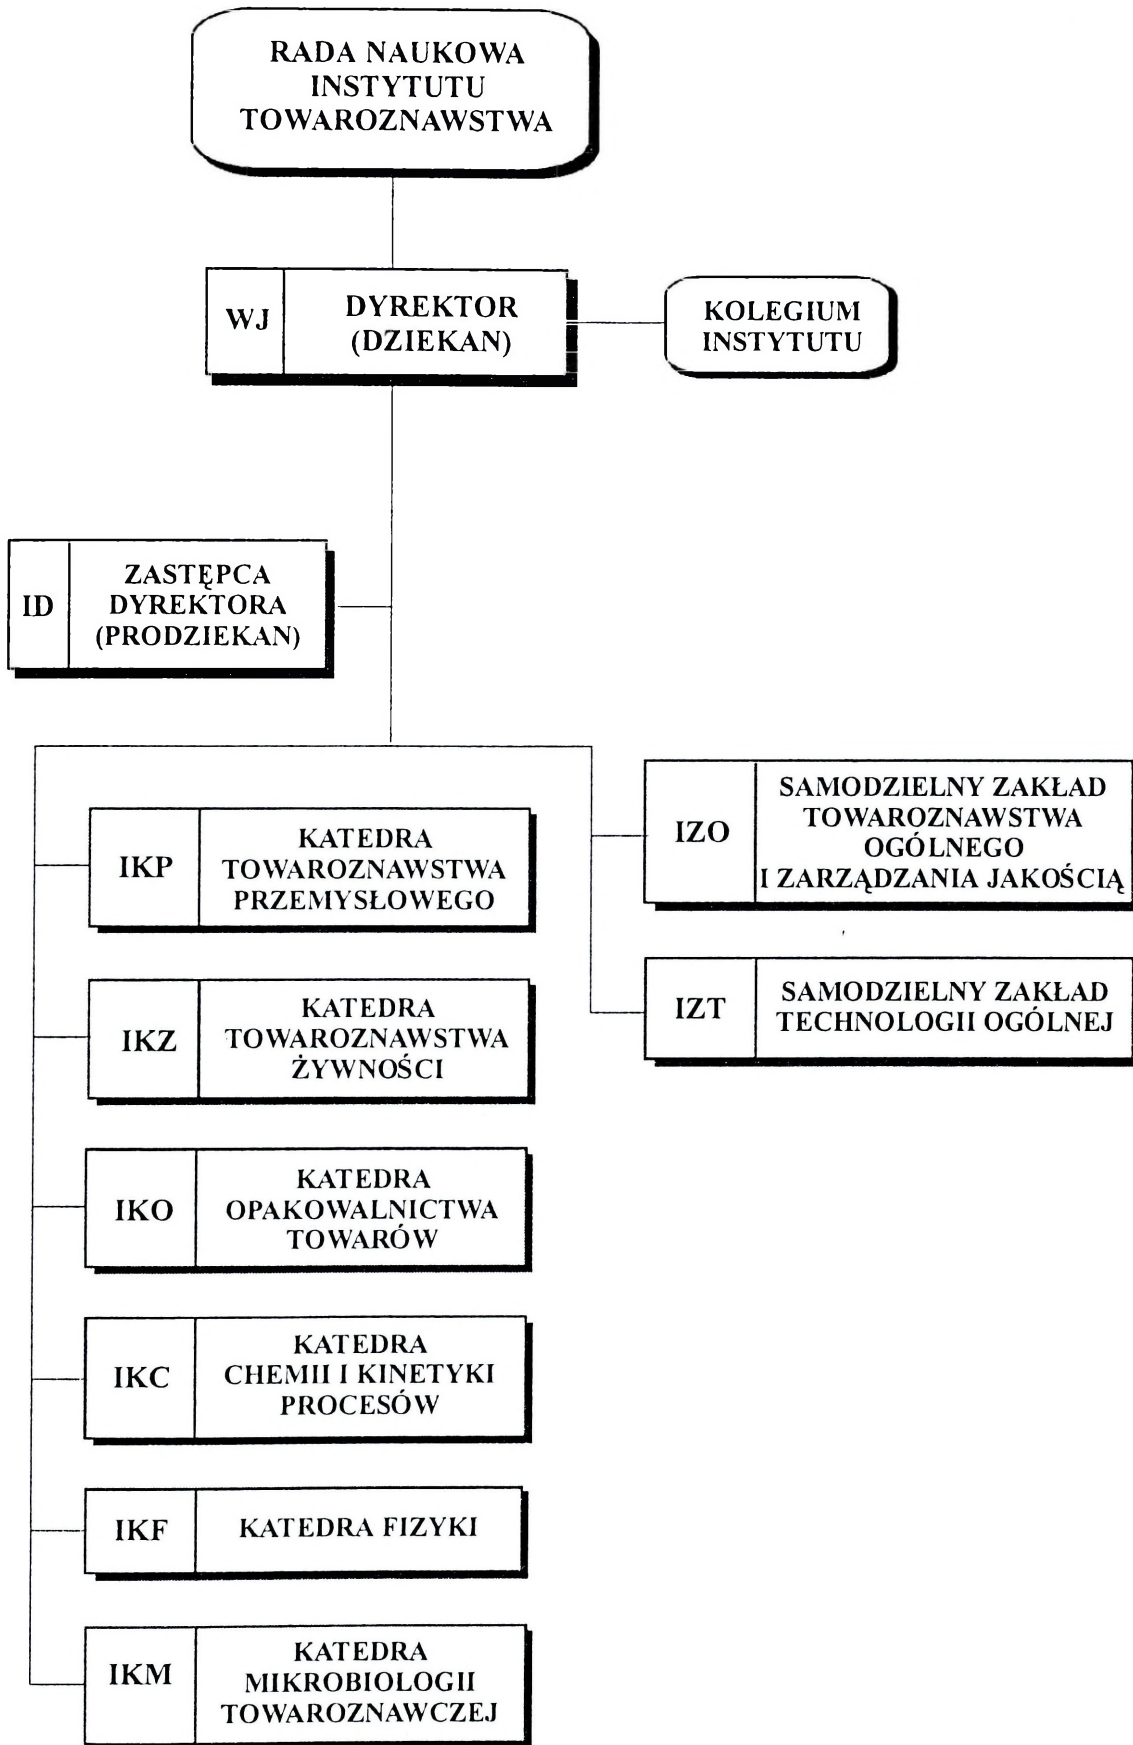 RADA NAUKOWA
INSTYTUTU
TOWAROZNAWSTWA
WJ
DYREKTOR
(DZIEKAN)
KOLEGIUM
INSTYTUTU
ID
ZASTĘPCA
DYREKTORA
(PRODZIEKAN)
IKP
KATEDRA
TOWAROZNAWSTWA
PRZEMYSŁOWEGO
IKZ
KATEDRA
TOWAROZNAWSTWA
ŻYWNOŚCI
IKO
KATEDRA
OPAKOWALNICTWA
TOWARÓW
IKC
KATEDRA
CHEMII I KINETYKI
PROCESÓW
IKF
KATEDRA FIZYKI
IKM
KATEDRA
MIKROBIOLOGII
TOWAROZNAWCZEJ
IZO
SAMODZIELNY ZAKŁAD
TOWAROZNAWSTWA
OGÓLNEGO
I ZARZĄDZANIA JAKOŚCIĄ
IZT
SAMODZIELNY ZAKŁAD
TECHNOLOGII OGÓLNEJ